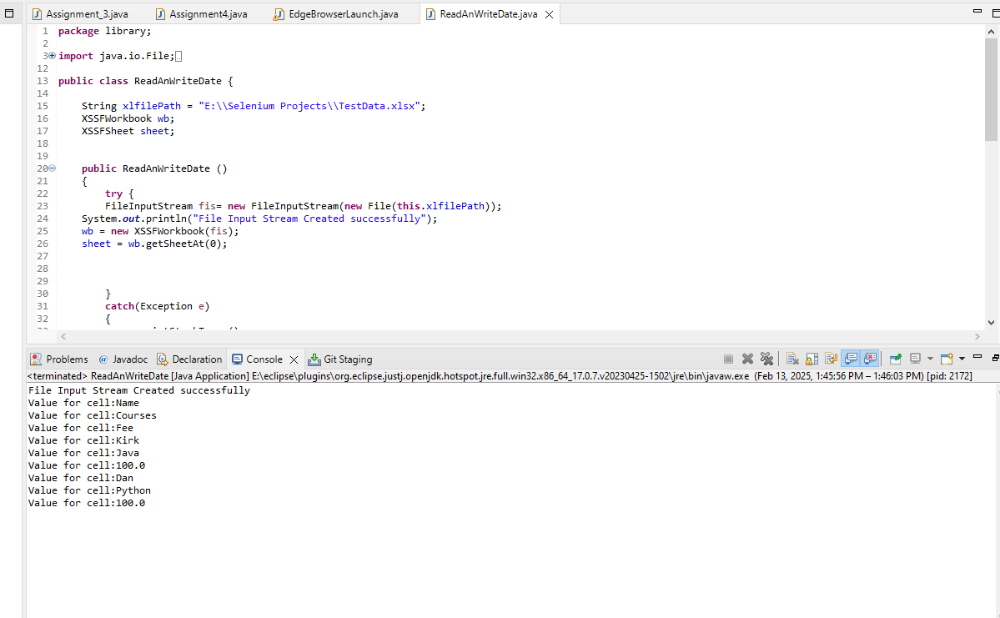 Assignment_3.java Assignment4.java EdgeBrowserLaunch.java ReadAnWriteDate.java
1 package library;
2
3 import java.io.File;
12
13 public class ReadAnWriteDate {
14
15 String xlfilePath = "E:\\Selenium Projects\\TestData.xlsx";
16 XSSFWorkbook wb;
17 XSSFSheet sheet;
18
19
20 public ReadAnWriteDate ()
21 {
22 try {
23 FileInputStream fis= new FileInputStream(new File(this.xlfilePath));
24 System.out.println("File Input Stream Created successfully");
25 wb = new XSSFWorkbook(fis);
26 sheet = wb.getSheetAt(0);
27
28
29
30 }
31 catch(Exception e)
32 {
Problems @ Javadoc Declaration Console Git Staging
<terminated> ReadAnWriteDate [Java Application] E:\eclipse\plugins\org.eclipse.justj.openjdk.hotspot.jre.full.win32.x86_64_17.0.7.v20230425-1502\jre\bin\javaw.exe (Feb 13, 2025, 1:45:56 PM – 1:46:03 PM) [pid: 2172]
File Input Stream Created successfully
Value for cell:Name
Value for cell:Courses
Value for cell:Fee
Value for cell:Kirk
Value for cell:Java
Value for cell:100.0
Value for cell:Dan
Value for cell:Python
Value for cell:100.0